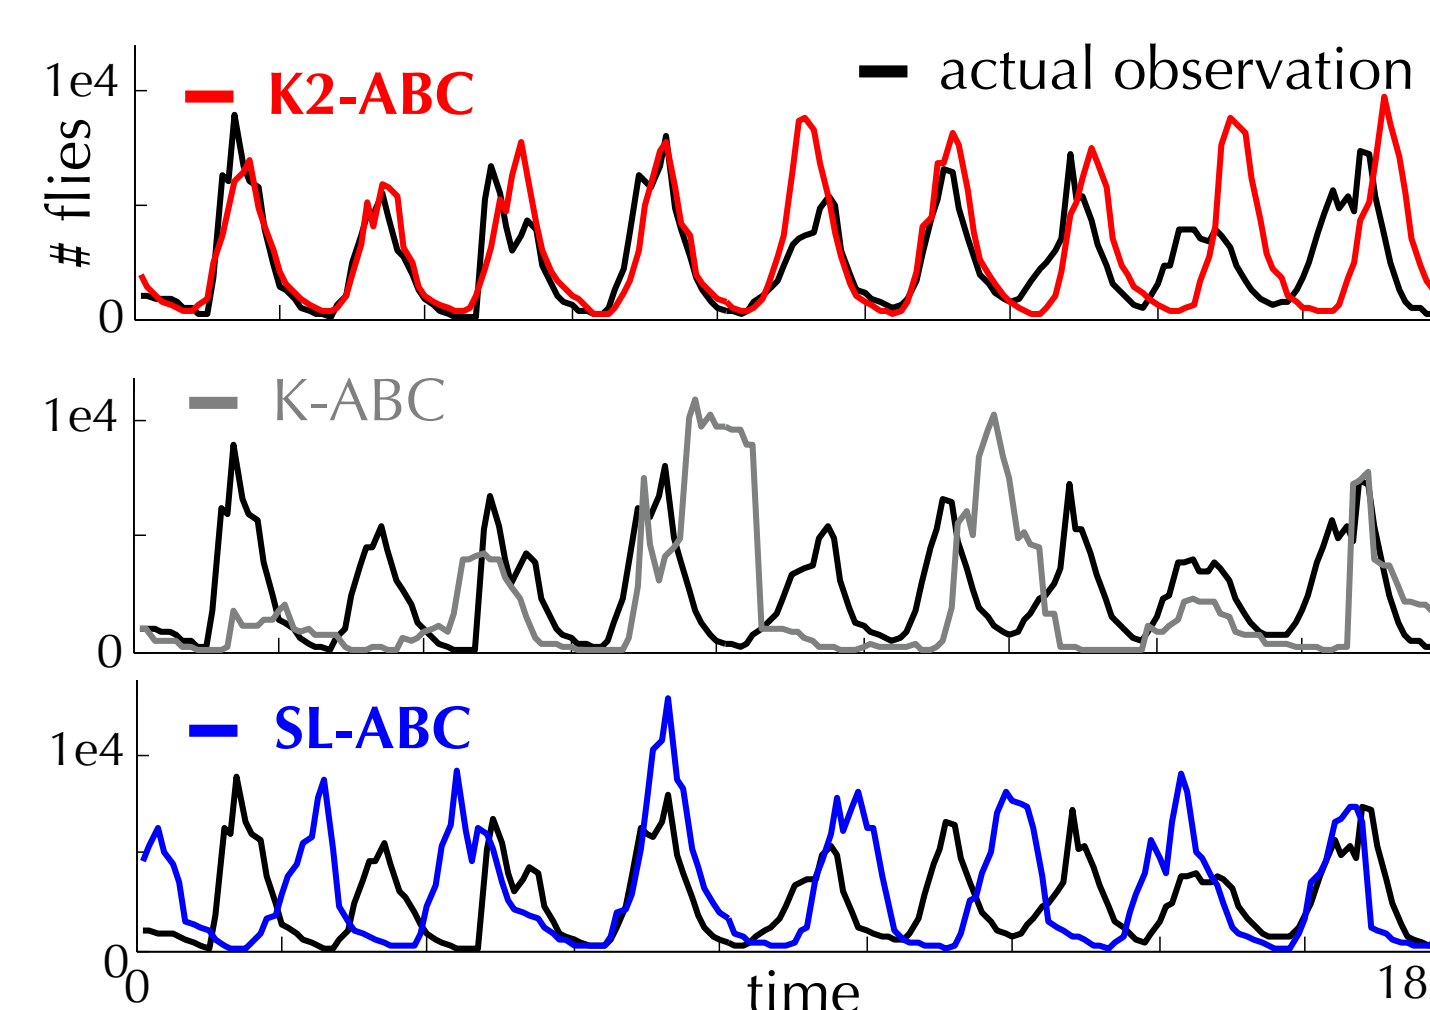 1e4
K2-ABC
actual observation
# flies
0
K-ABC
1e4
0
SL-ABC
1e4
0
0
time
18